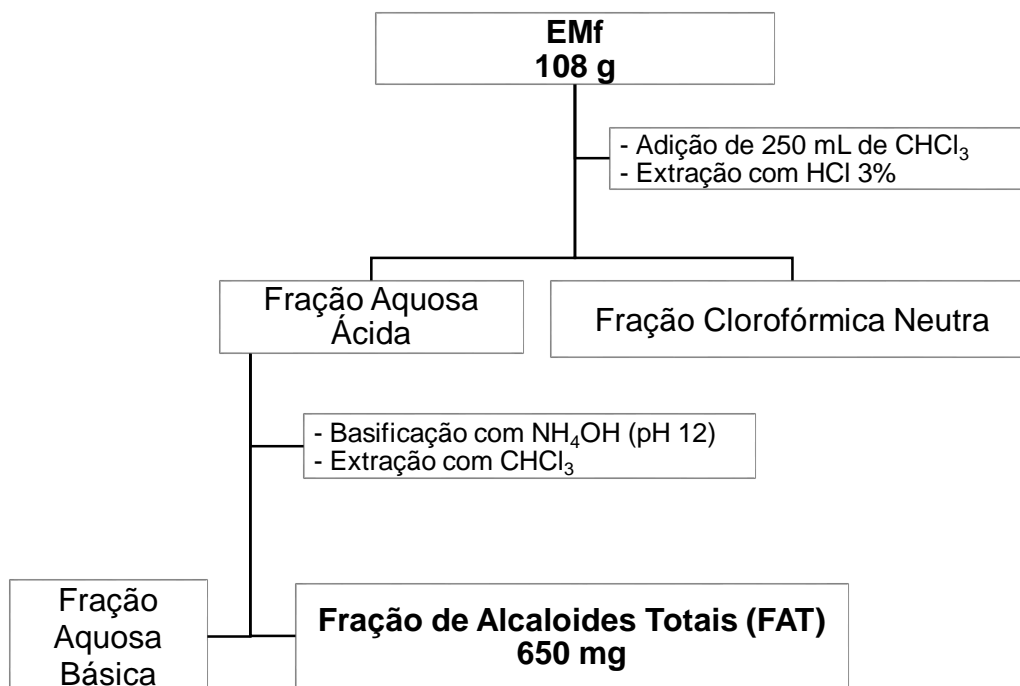 EMf
108 g
- Adição de 250 mL de CHCl₃
- Extração com HCl 3%
Fração Aquosa
Ácida
Fração Clorofórmica Neutra
- Basificação com NH₄OH (pH 12)
- Extração com CHCl₃
Fração
Aquosa
Básica
Fração de Alcaloides Totais (FAT)
650 mg